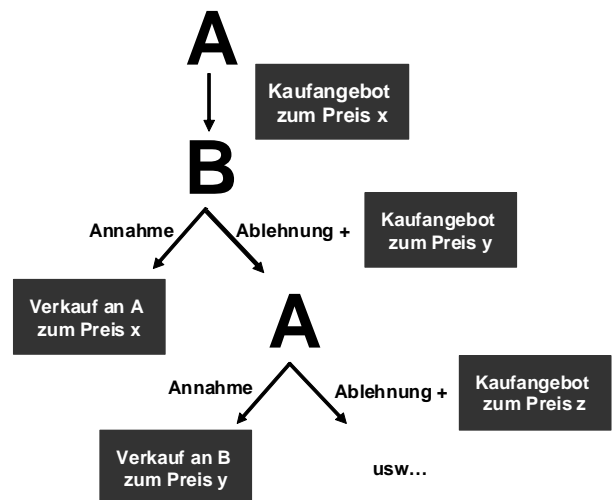 A
Kaufangebot
zum Preis x
B
Annahme
Ablehnung +
Kaufangebot
zum Preis y
Verkauf an A
zum Preis x
A
Annahme
Ablehnung +
Kaufangebot
zum Preis z
Verkauf an B
zum Preis y
usw...